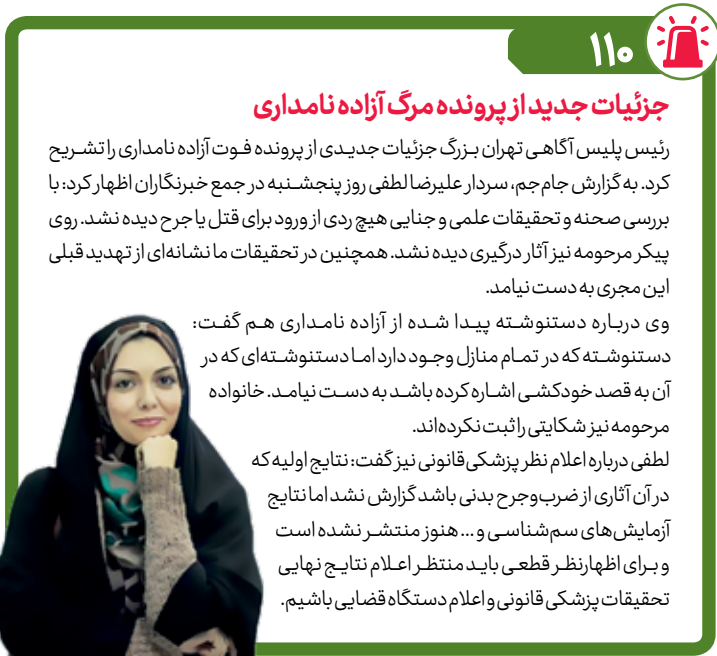 ۱۱۰
جزئیات جدید از پرونده مرگ آزاده نامداری
رئیس پلیس آگاهی تهران بزرگ جزئیات جدیدی از پرونده فوت آزاده نامداری را تشریح
کرد. به گزارش جام‌جم، سردار علیرضا لطفی روز پنجشنبه در جمع خبرنگاران اظهار کرد: با
بررسی صحنه و تحقیقات علمی و جنایی هیچ ردی از ورود برای قتل یا جرح دیده نشد. روی
پیکر مرحومه نیز آثار درگیری دیده نشد. همچنین در تحقیقات ما نشانه‌ای از تهدید قبلی
این مجری به دست نیامد.
وی درباره دستنوشته پیدا شده از آزاده نامداری هم گفت:
دستنوشته که در تمام منازل وجود دارد اما دستنوشته‌ای که در
آن به قصد خودکشی اشاره کرده باشد به دست نیامد. خانواده
مرحومه نیز شکایتی را ثبت نکرده‌اند.
لطفی درباره اعلام نظر پزشکی قانونی نیز گفت: نتایج اولیه که
در آن آثاری از ضرب‌وجرح بدنی باشد گزارش نشد اما نتایج
آزمایش‌های سم‌شناسی و ... هنوز منتشر نشده است
و برای اظهارنظر قطعی باید منتظر اعلام نتایج نهایی
تحقیقات پزشکی قانونی و اعلام دستگاه قضایی باشیم.